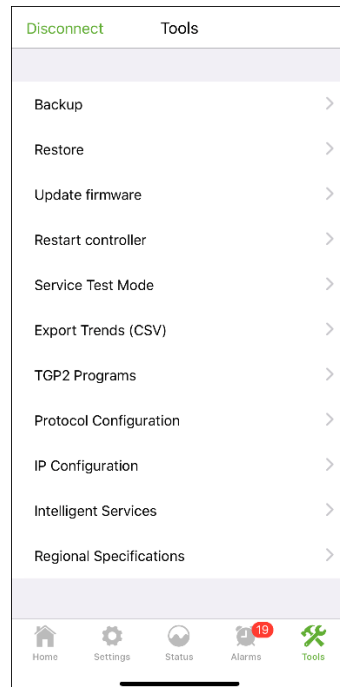 Disconnect Tools
Backup
Restore
Update firmware
Restart controller
Service Test Mode
Export Trends (CSV)
TGP2 Programs
Protocol Configuration
IP Configuration
Intelligent Services
Regional Specifications
19
Home Settings Status Alarms Tools